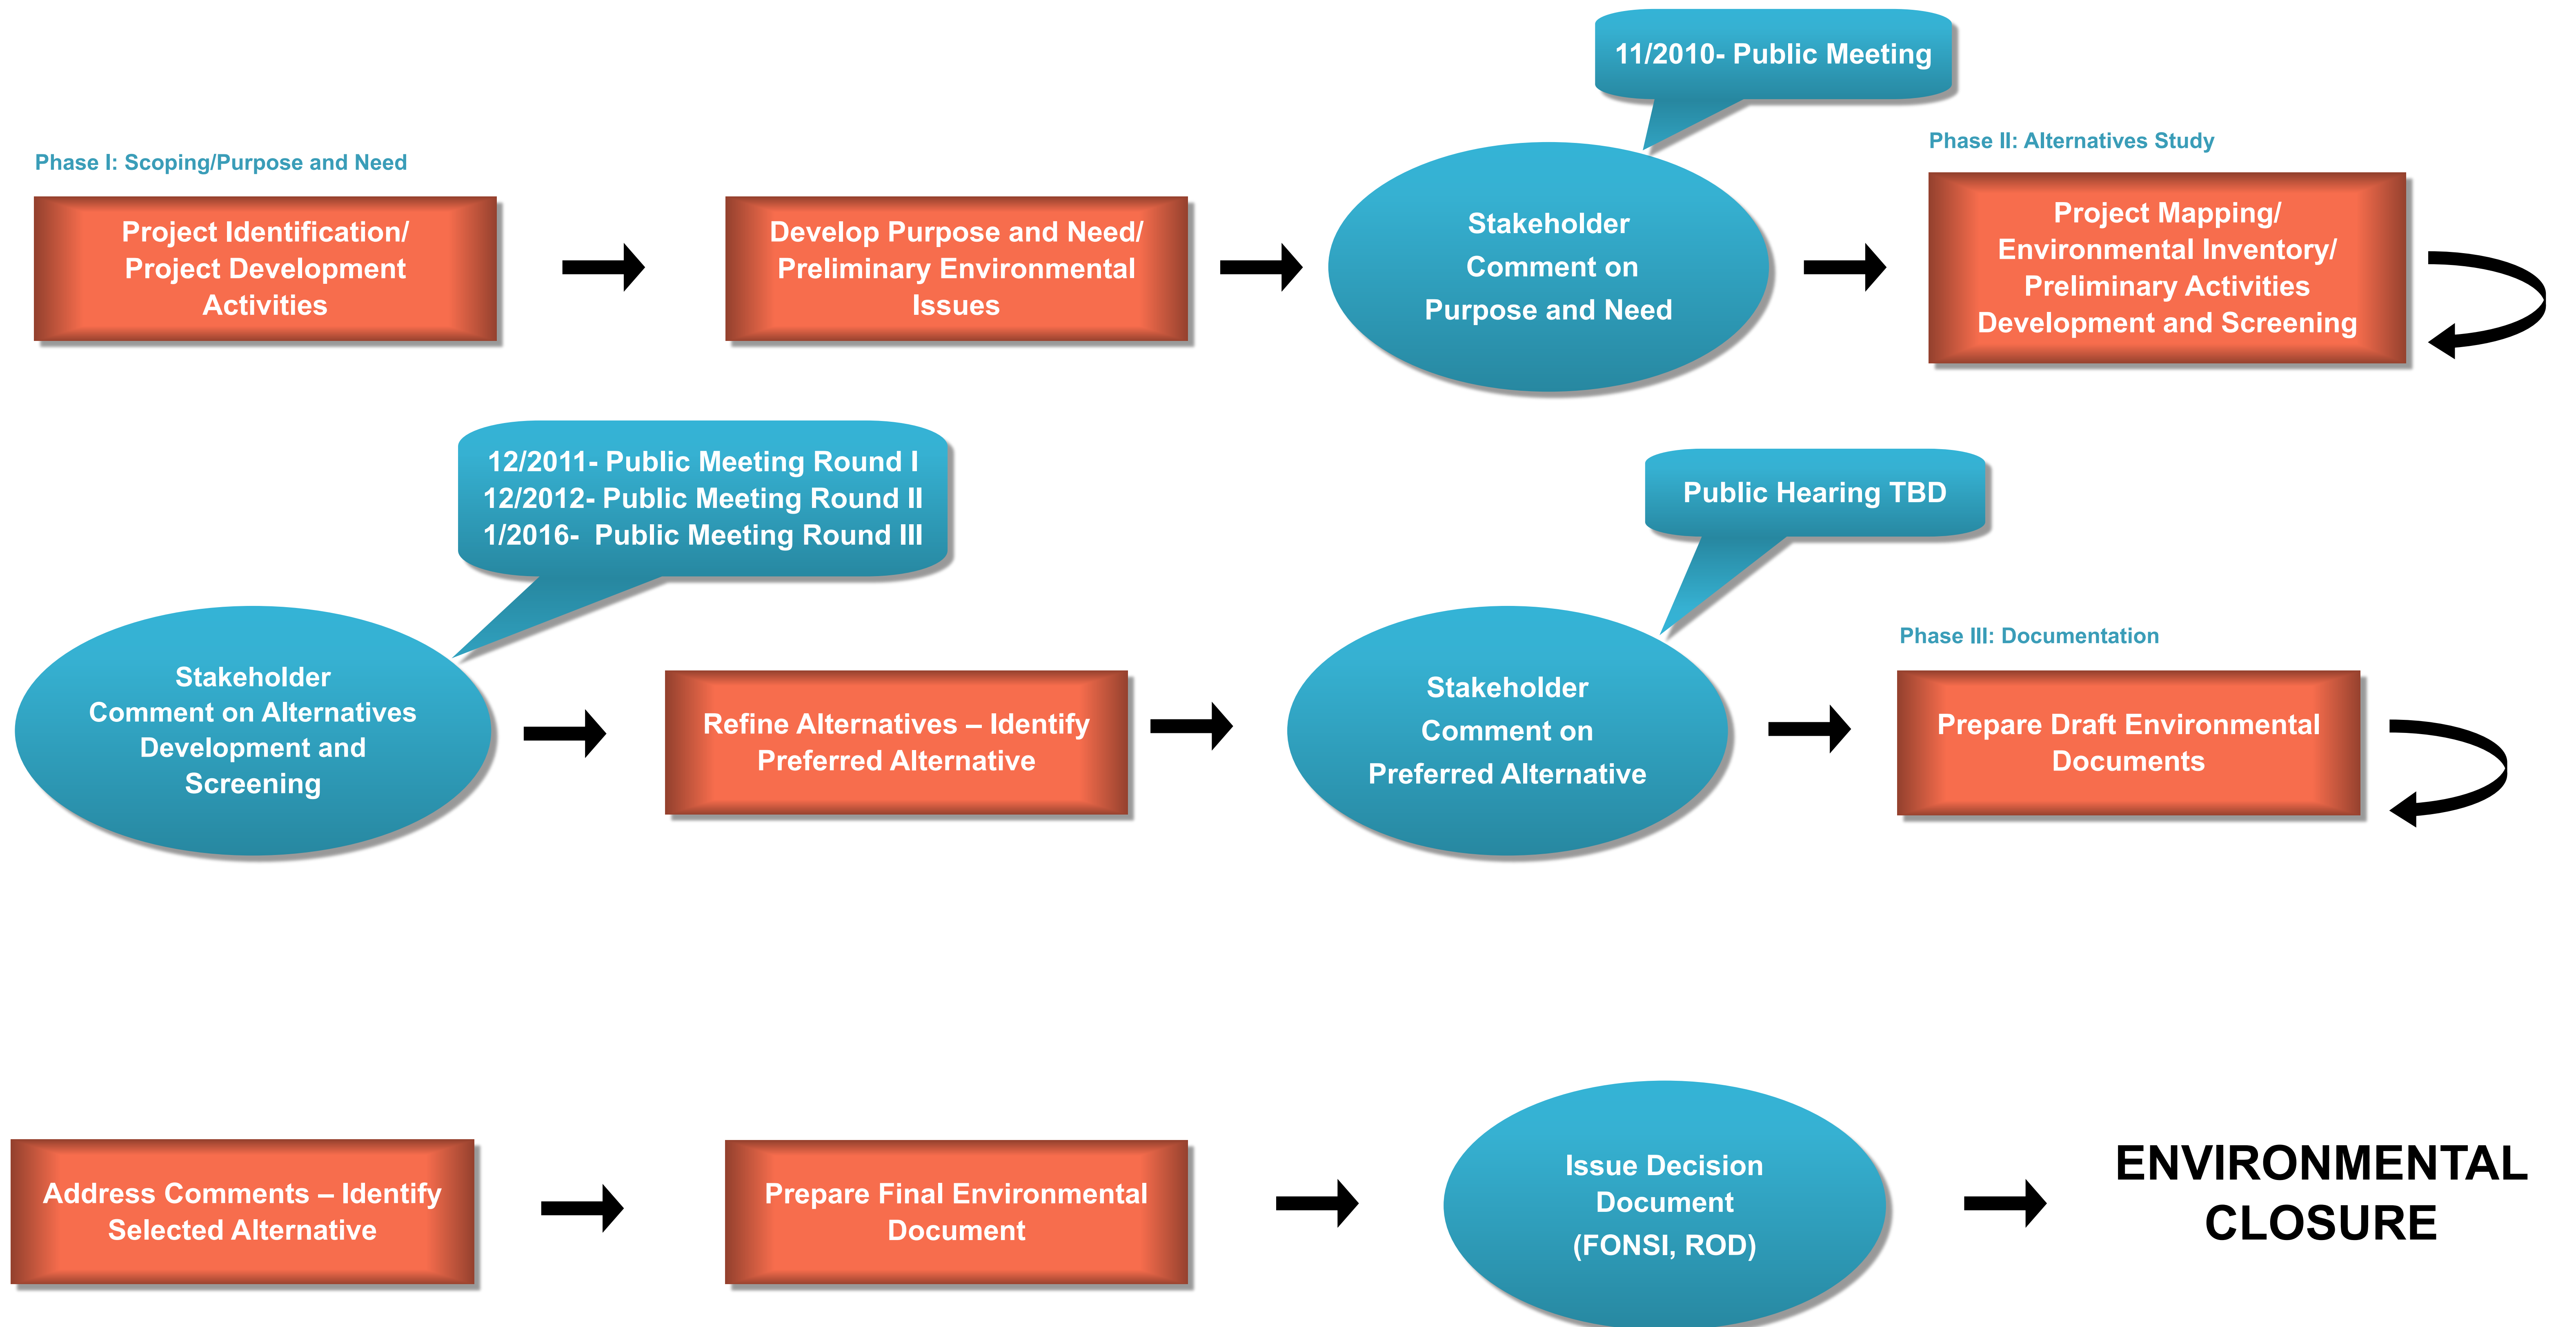 11/2010- Public Meeting
Phase I: Scoping/Purpose and Need
Project Identification/
Project Development
Activities
Develop Purpose and Need/
Preliminary Environmental
Issues
Stakeholder
Comment on
Purpose and Need
Phase II: Alternatives Study
Project Mapping/
Environmental Inventory/
Preliminary Activities
Development and Screening
12/2011- Public Meeting Round I
12/2012- Public Meeting Round II
1/2016-  Public Meeting Round III
Stakeholder
Comment on Alternatives
Development and
Screening
Refine Alternatives – Identify
Preferred Alternative
Public Hearing TBD
Stakeholder
Comment on
Preferred Alternative
Phase III: Documentation
Prepare Draft Environmental
Documents
Address Comments – Identify
Selected Alternative
Prepare Final Environmental
Document
Issue Decision
Document
(FONSI, ROD)
ENVIRONMENTAL
CLOSURE